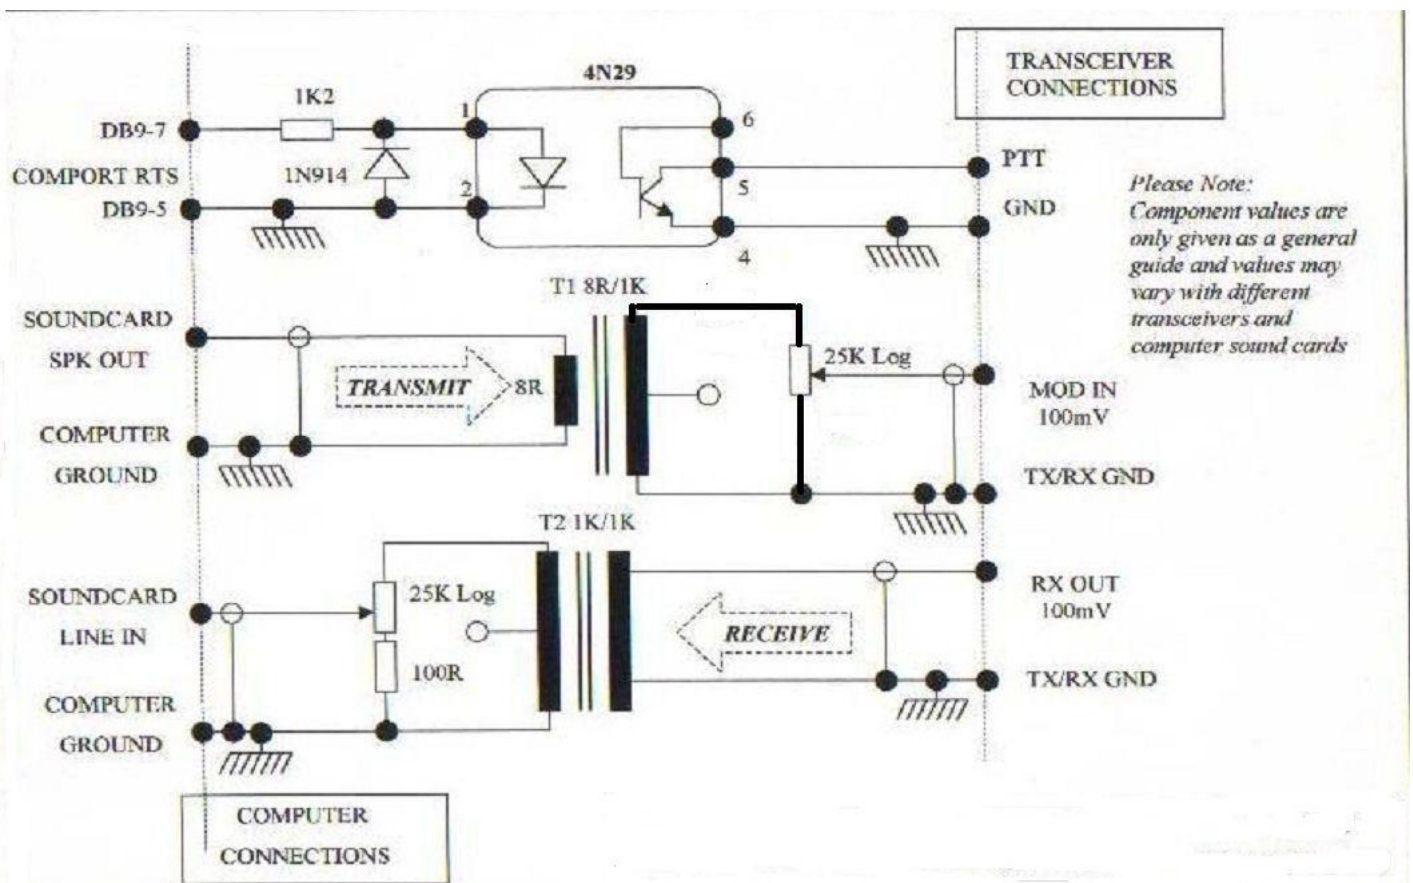 TRANSCEIVER
CONNECTIONS
4N29
1K2
1
6
DB9-7
COMPORT RTS
1N914
2
5
PTT
DB9-5
GND
4
Please Note:
Component values are
only given as a general
guide and values may
vary with different
transceivers and
computer sound cards
T1 8R/1K
SOUNDCARD
SPK OUT
TRANSMIT
8R
25K Log
MOD IN
100mV
COMPUTER
GROUND
TX/RX GND
T2 1K/1K
SOUNDCARD
LINE IN
25K Log
100R
RECEIVE
RX OUT
100mV
COMPUTER
GROUND
TX/RX GND
COMPUTER
CONNECTIONS